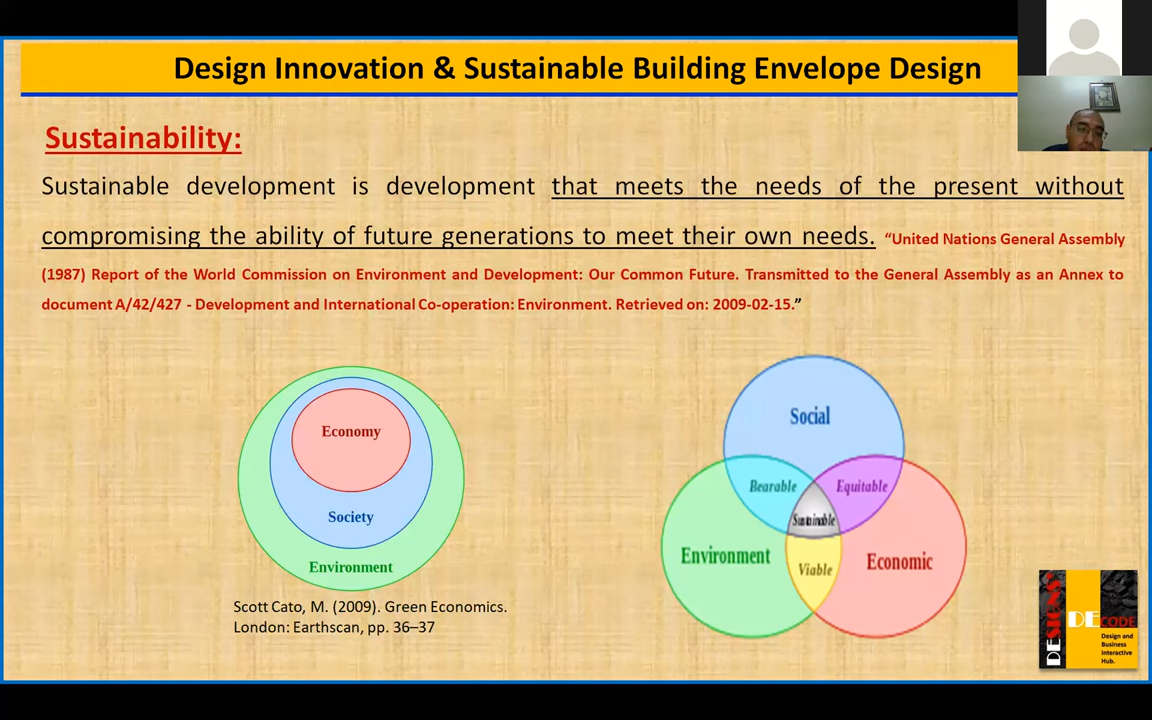 Design Innovation & Sustainable Building Envelope Design
Sustainability:
Sustainable development is development that meets the needs of the present without
compromising the ability of future generations to meet their own needs. “United Nations General Assembly
(1987) Report of the World Commission on Environment and Development: Our Common Future. Transmitted to the General Assembly as an Annex to
document A/42/427 - Development and International Co-operation: Environment. Retrieved on: 2009-02-15.”
Economy
Society
Environment
Scott Cato, M. (2009). Green Economics.
London: Earthscan, pp. 36–37
Social
Bearable
Equitable
Sustainable
Environment
Viable
Economic
DESIGNS
DECODE
Design and
Business
Interactive
Hub.